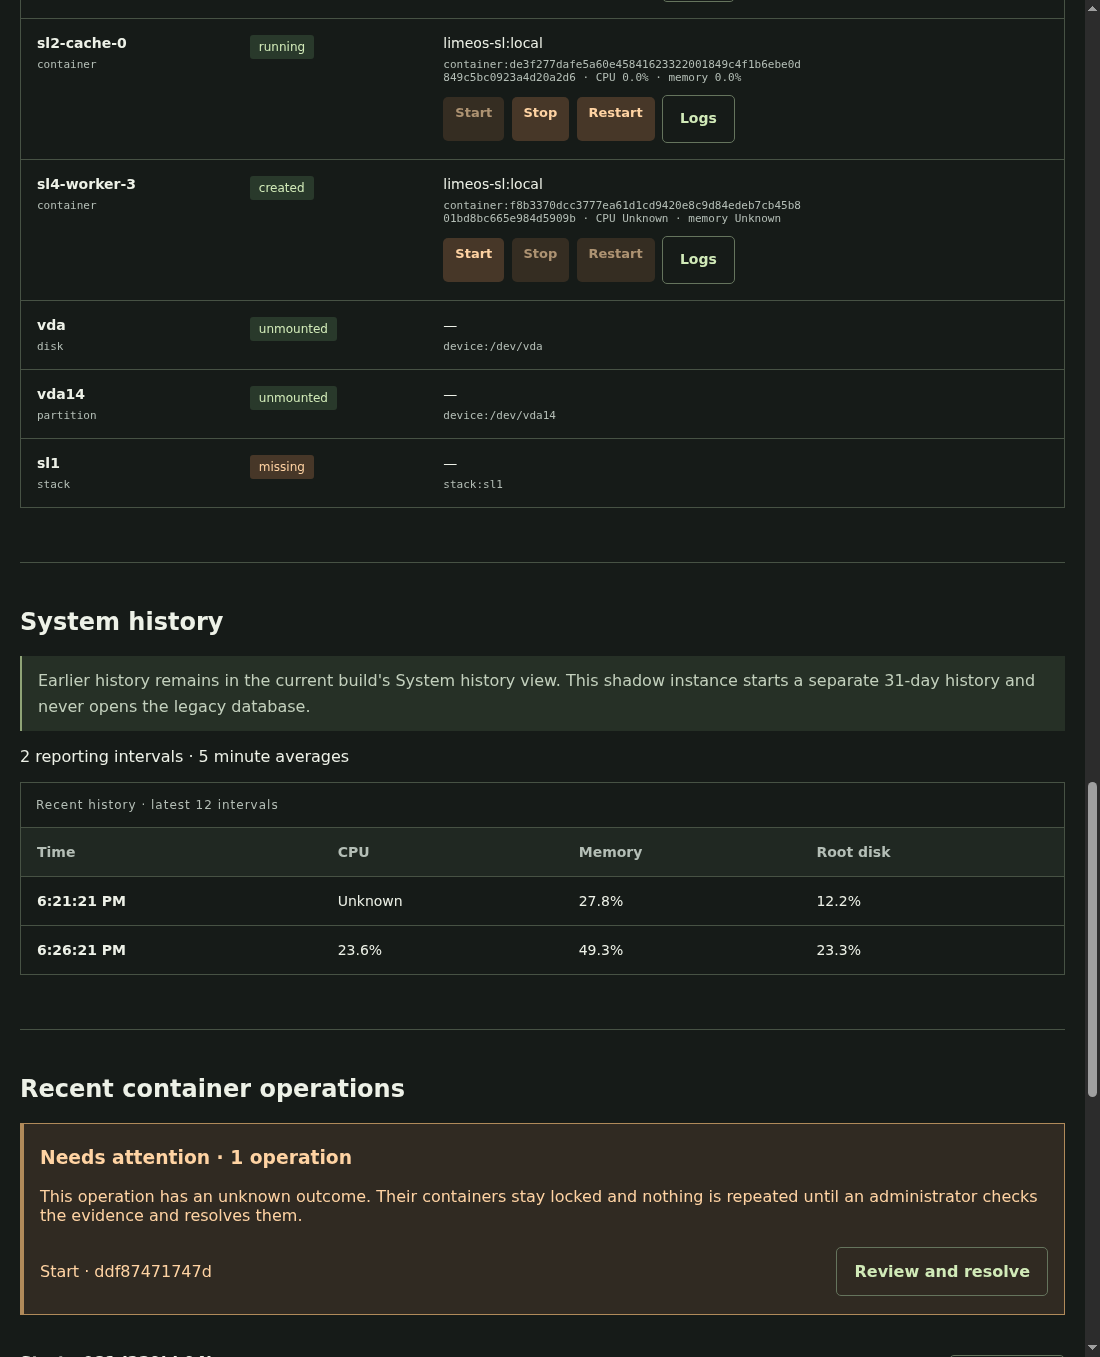 sl2-cache-0
container
running
limeos-sl:local
container:de3f277dafe5a60e45841623322001849c4f1b6ebe0d
849c5bc0923a4d20a2d6 · CPU 0.0% · memory 0.0%
Start Stop Restart Logs
sl4-worker-3
container
created
limeos-sl:local
container:f8b3370dcc3777ea61d1cd9420e8c9d84edeb7cb45b8
01bd8bc665e984d5909b · CPU Unknown · memory Unknown
Start Stop Restart Logs
vda
disk
unmounted
—
device:/dev/vda
vda14
partition
unmounted
—
device:/dev/vda14
sl1
stack
missing
—
stack:sl1
System history
Earlier history remains in the current build's System history view. This shadow instance starts a separate 31-day history and
never opens the legacy database.
2 reporting intervals · 5 minute averages
Recent history · latest 12 intervals
Time CPU Memory Root disk
6:21:21 PM Unknown 27.8% 12.2%
6:26:21 PM 23.6% 49.3% 23.3%
Recent container operations
Needs attention · 1 operation
This operation has an unknown outcome. Their containers stay locked and nothing is repeated until an administrator checks
the evidence and resolves them.
Start · ddf87471747d
Review and resolve